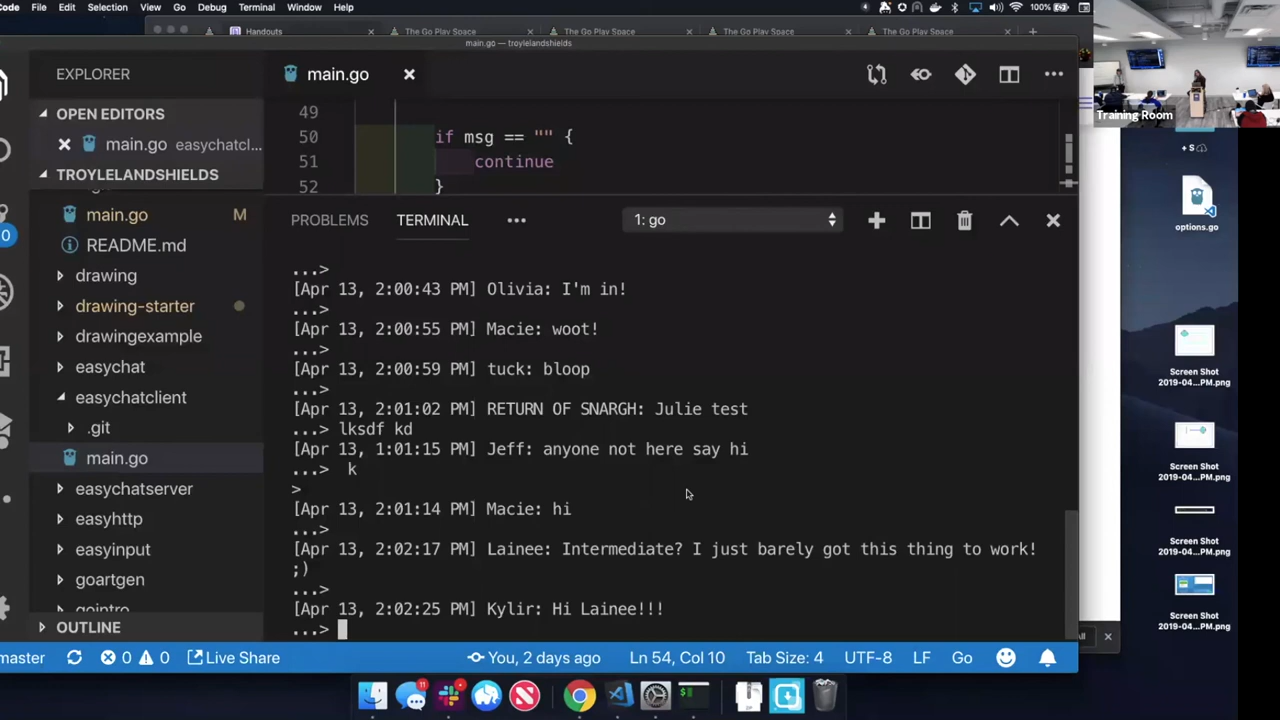 Code File Edit Selection View Go Debug Terminal Window Help 100%
Handouts The Go Play Space The Go Play Space The Go Play Space The Go Play Space
main.go — troylelandshields
EXPLORER
main.go
OPEN EDITORS
main.go easychatcl...
TROYLELANDSHIELDS
main.go M
README.md
drawing
drawing-starter
drawingexample
easychat
easychatclient
.git
main.go
easychatserver
easyhttp
easyinput
goartgen
gointro
OUTLINE
49
50 if msg == "" {
51 continue
52 }
PROBLEMS TERMINAL ••• 1: go
...>
[Apr 13, 2:00:43 PM] Olivia: I'm in!
...>
[Apr 13, 2:00:55 PM] Macie: woot!
...>
[Apr 13, 2:00:59 PM] tuck: bloop
...>
[Apr 13, 2:01:02 PM] RETURN OF SNARGH: Julie test
...> lksdf kd
[Apr 13, 1:01:15 PM] Jeff: anyone not here say hi
...>  k
>
[Apr 13, 2:01:14 PM] Macie: hi
...>
[Apr 13, 2:02:17 PM] Lainee: Intermediate? I just barely got this thing to work!
;)
...>
[Apr 13, 2:02:25 PM] Kylir: Hi Lainee!!!
...>
master 0 0 Live Share You, 2 days ago Ln 54, Col 10 Tab Size: 4 UTF-8 LF Go
Training Room
+ S
options.go
Screen Shot
2019-04...PM.png
Screen Shot
2019-04...PM.png
Screen Shot
2019-04...PM.png
Screen Shot
2019-04...PM.png
11